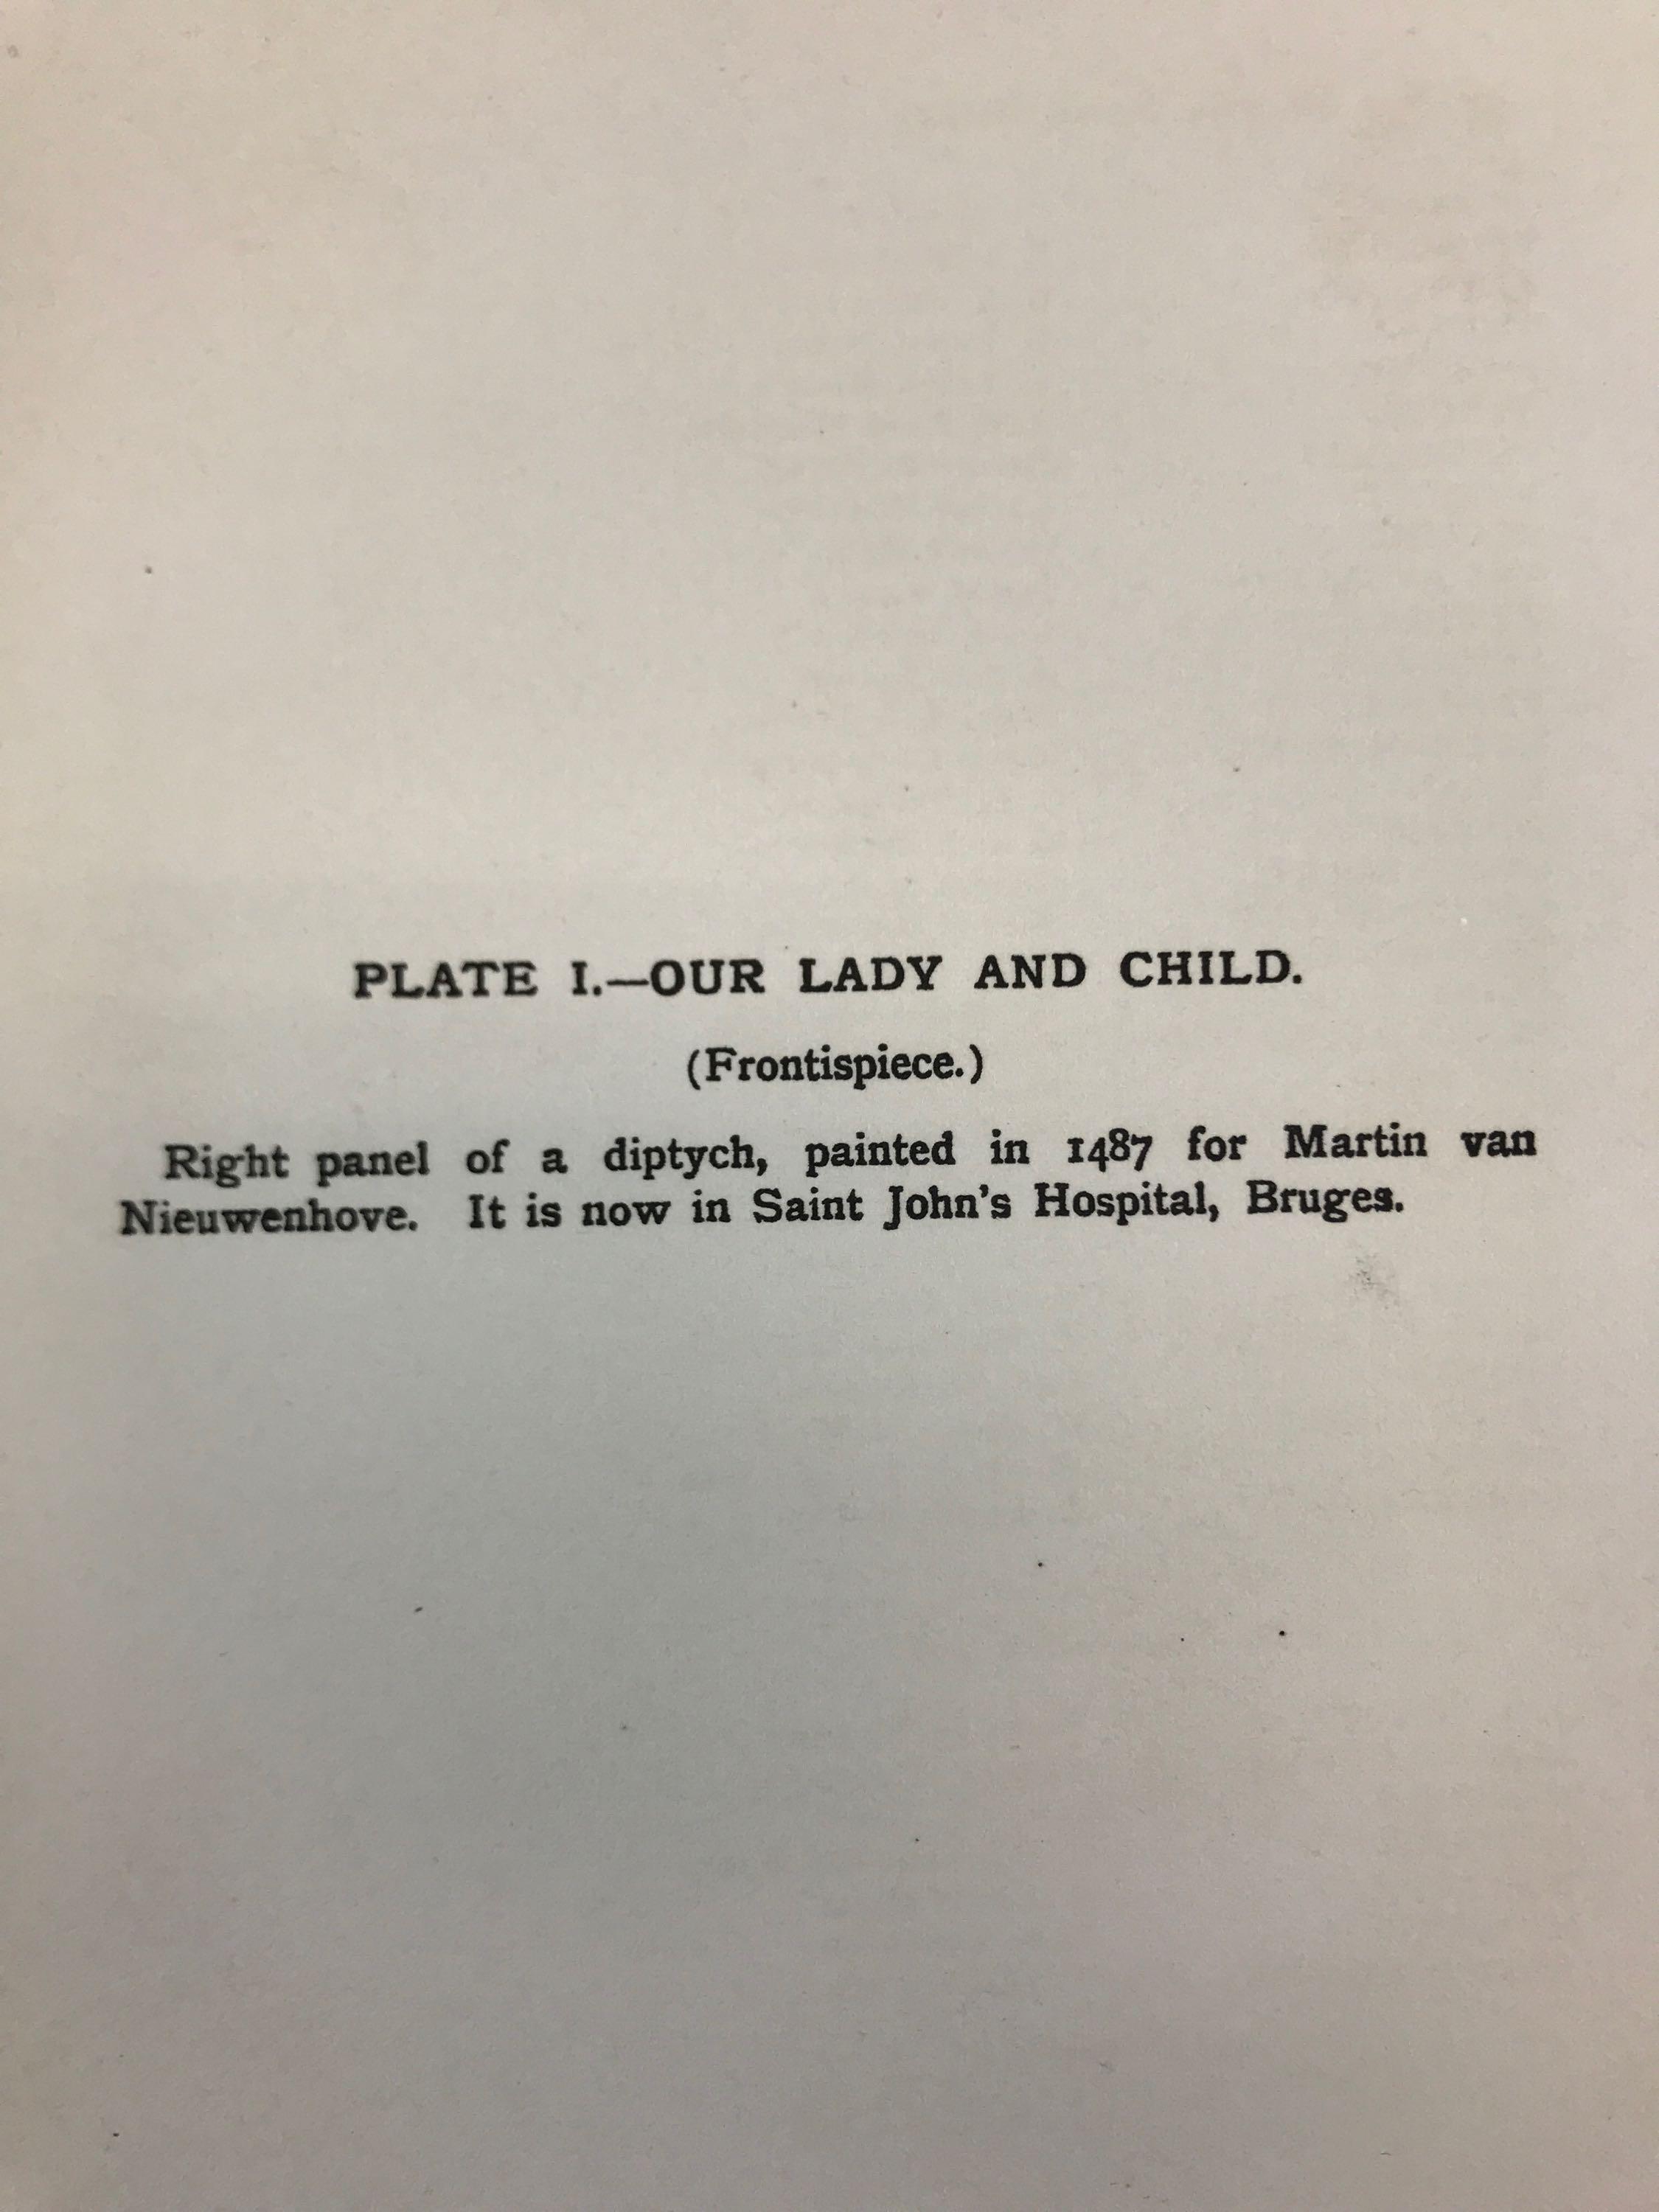 PLATE I.—OUR LADY AND CHILD.
(Frontispiece.)
Right panel of a diptych, painted in 1487 for Martin van
Nieuwenhove. It is now in Saint John's Hospital, Bruges.